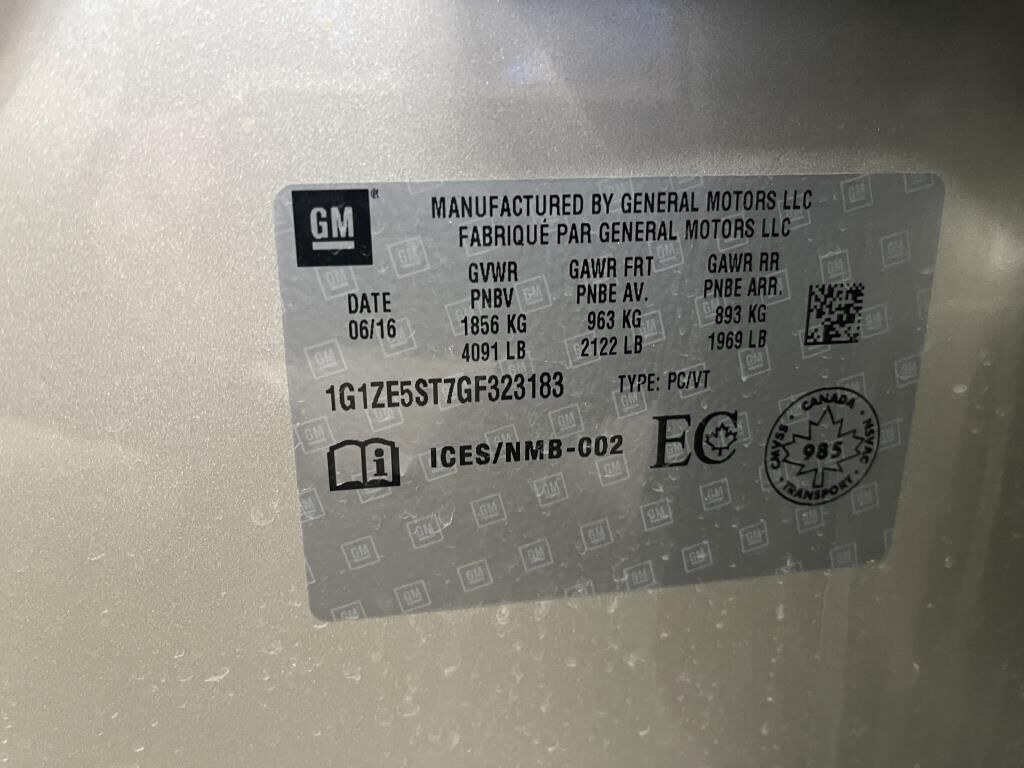 GM
MANUFACTURED BY GENERAL MOTORS LLC
FABRIQUÉ PAR GENERAL MOTORS LLC
DATE
06/16
GVWR
PNBV
1856 KG
4091 LB
GAWR FRT
PNBE AV.
963 KG
2122 LB
GAWR RR
PNBE ARR.
893 KG
1969 LB
1G1ZE5ST7GF323183
TYPE: PC/VT
i
ICES/NMB-002
EC
CANADA
CMVSS · NSVAC
985
TRANSPORT